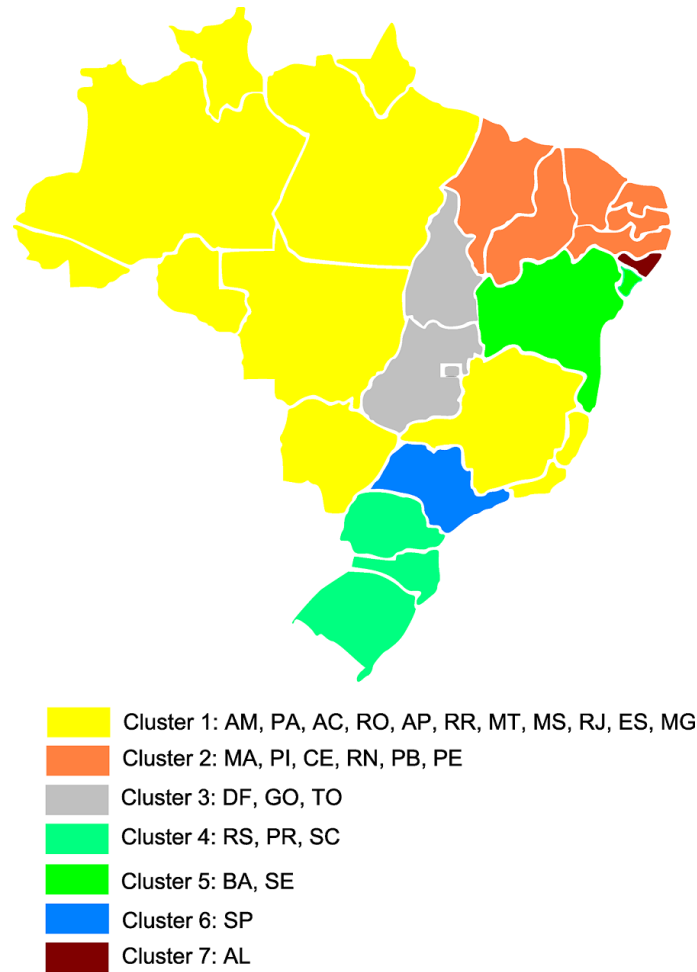 Cluster 1: AM, PA, AC, RO, AP, RR, MT, MS, RJ, ES, MG
Cluster 2: MA, PI, CE, RN, PB, PE
Cluster 3: DF, GO, TO
Cluster 4: RS, PR, SC
Cluster 5: BA, SE
Cluster 6: SP
Cluster 7: AL